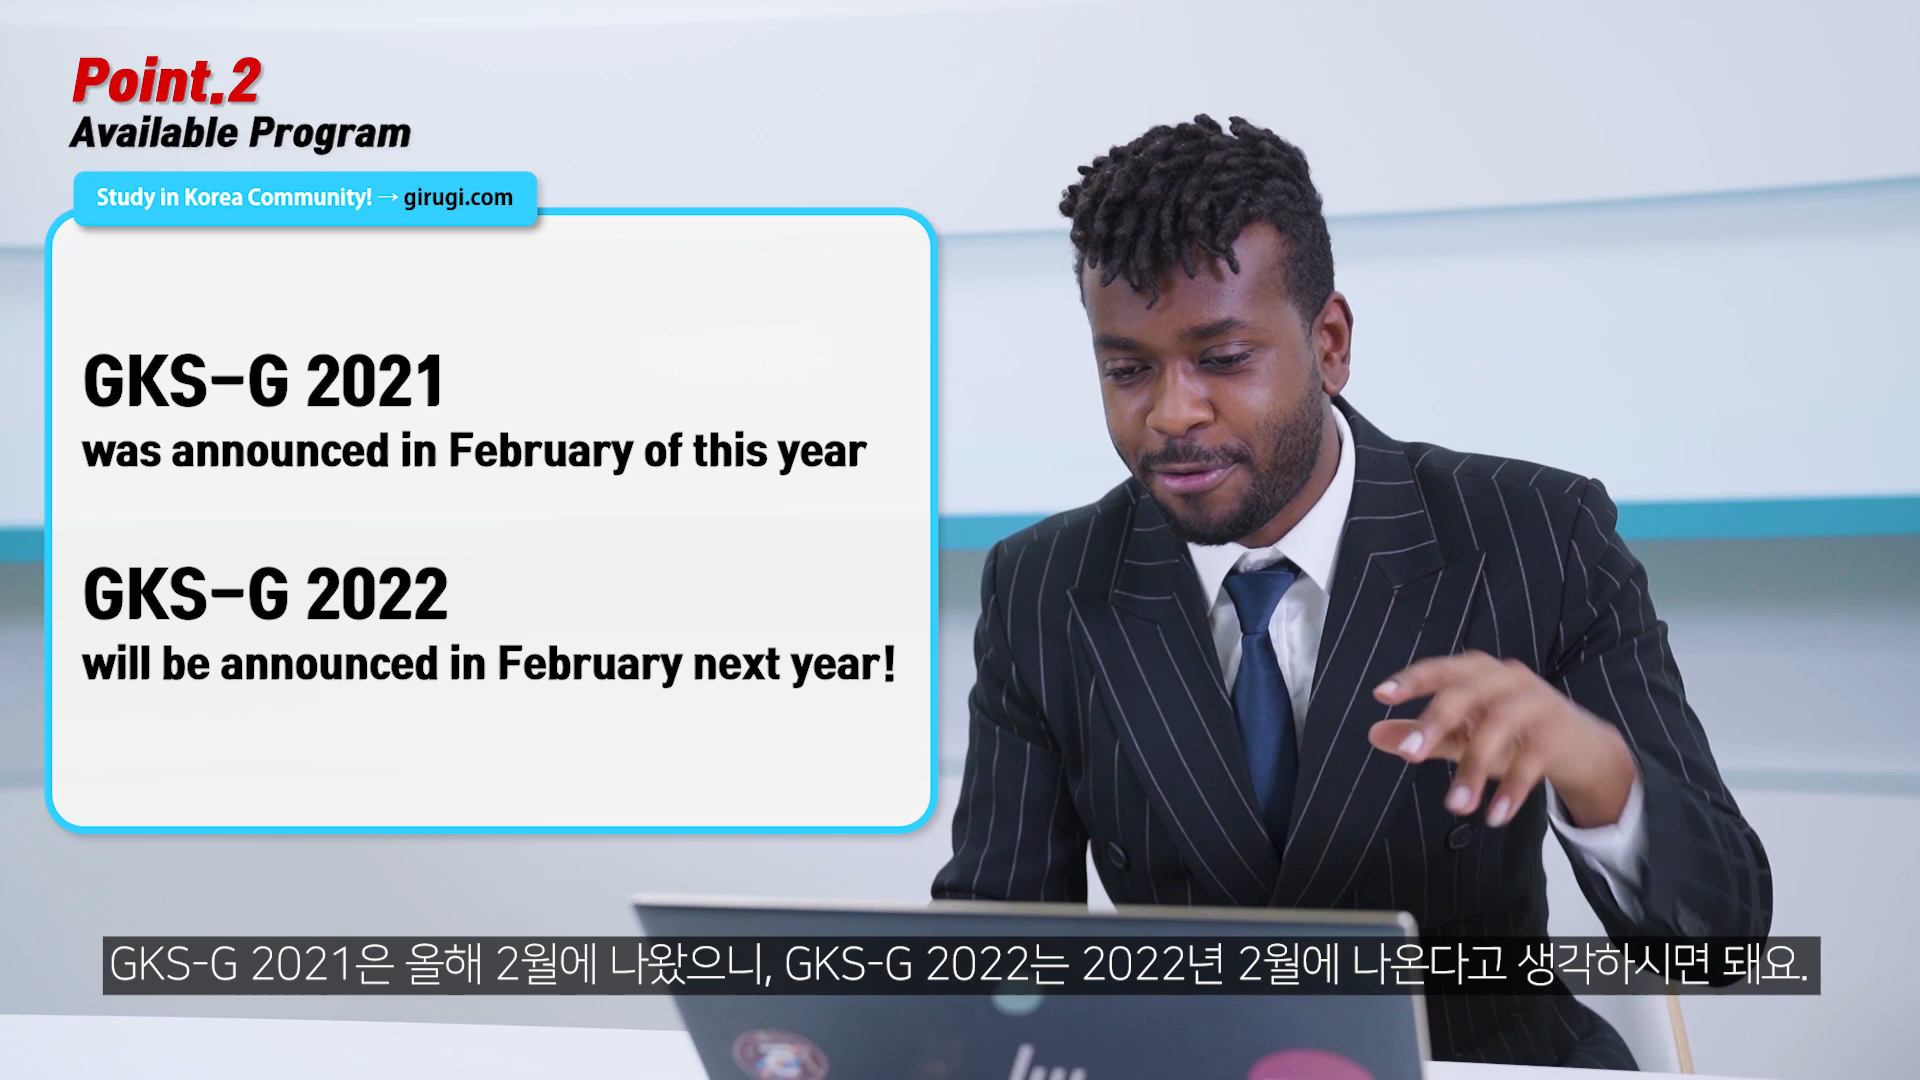 Point.2
Available Program
Study in Korea Community! → girugi.com
GKS-G 2021
was announced in February of this year
GKS-G 2022
will be announced in February next year!
GKS-G 2021은 올해 2월에 나왔으니, GKS-G 2022는 2022년 2월에 나온다고 생각하시면 돼요.